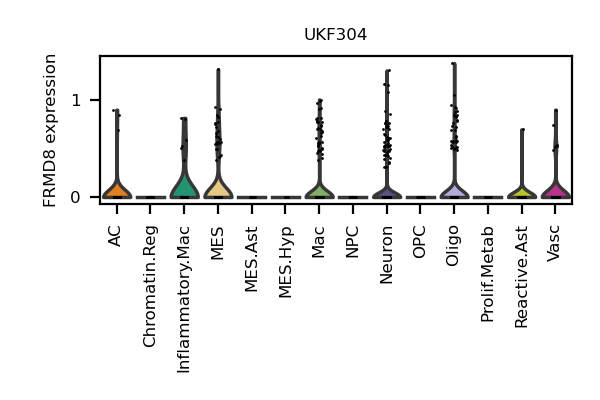 UKF304
FRMD8 expression
1
0
AC
Chromatin.Reg
Inflammatory.Mac
MES
MES.Ast
MES.Hyp
Mac
NPC
Neuron
OPC
Oligo
Prolif.Metab
Reactive.Ast
Vasc